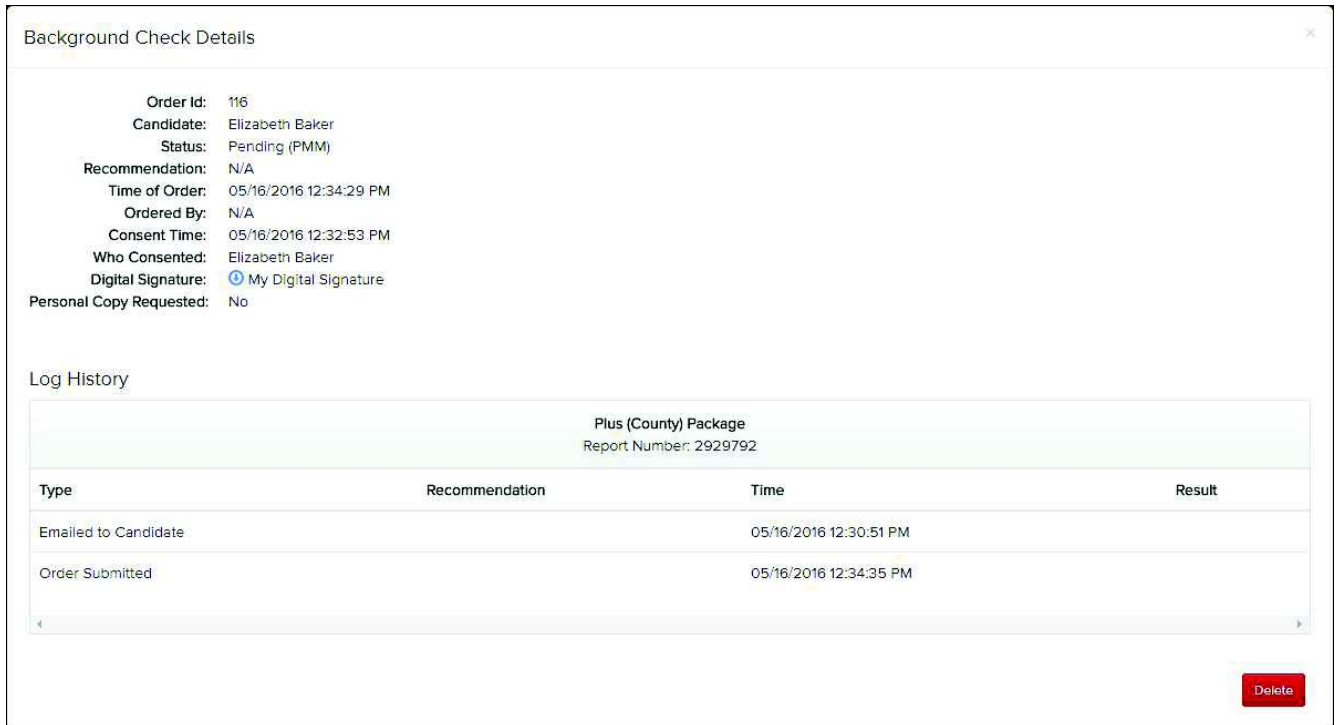 Background Check Details
×
Order Id: 116
Candidate: Elizabeth Baker
Status: Pending (PMM)
Recommendation: N/A
Time of Order: 05/16/2016 12:34:29 PM
Ordered By: N/A
Consent Time: 05/16/2016 12:32:53 PM
Who Consented: Elizabeth Baker
Digital Signature: My Digital Signature
Personal Copy Requested: No
Log History
Plus (County) Package
Report Number: 2929792
Type Recommendation Time Result
Emailed to Candidate 05/16/2016 12:30:51 PM
Order Submitted 05/16/2016 12:34:35 PM
Delete